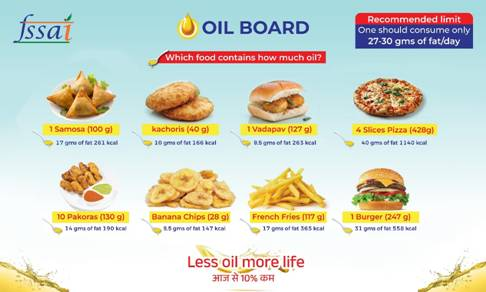 fssai
OIL BOARD
Recommended limit
One should consume only
27-30 gms of fat/day
Which food contains how much oil?
1 Samosa (100 g)
17 gms of fat 261 kcal
kachoris (40 g)
10 gms of fat 166 kcal
1 Vadapav (127 g)
9.5 gms of fat 263 kcal
4 Slices Pizza (428g)
40 gms of fat 1140 kcal
10 Pakoras (130 g)
14 gms of fat 190 kcal
Banana Chips (28 g)
9.5 gms of fat 147 kcal
French Fries (117 g)
17 gms of fat 365 kcal
1 Burger (247 g)
31 gms of fat 558 kcal
Less oil more life
आज से 10% कम